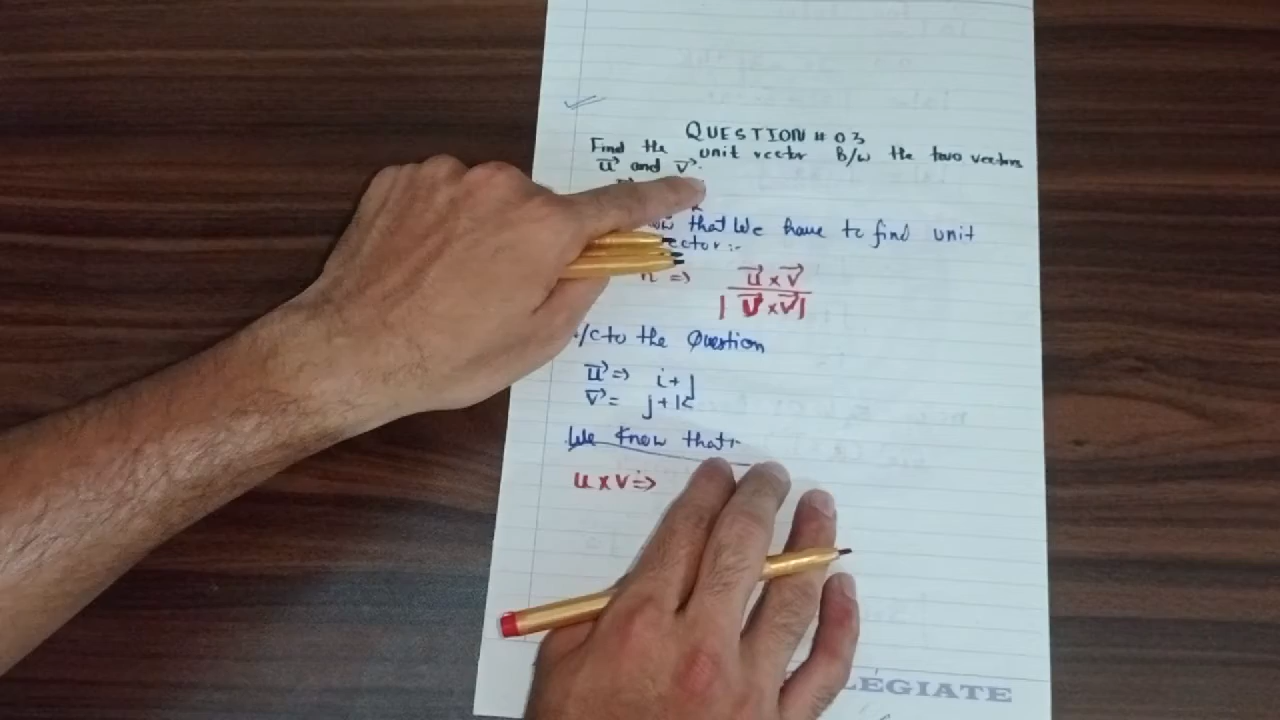 QUESTION # 03
Find the unit vector B/w the two vectors
u⃗ and v⃗.
that We have to find unit
ector :-
n => u⃗ x v⃗
| v⃗ x v⃗ |
/c to the Question
u⃗ => i + j
v⃗ = j + k
We know that:
u x v =>
LEGIATE